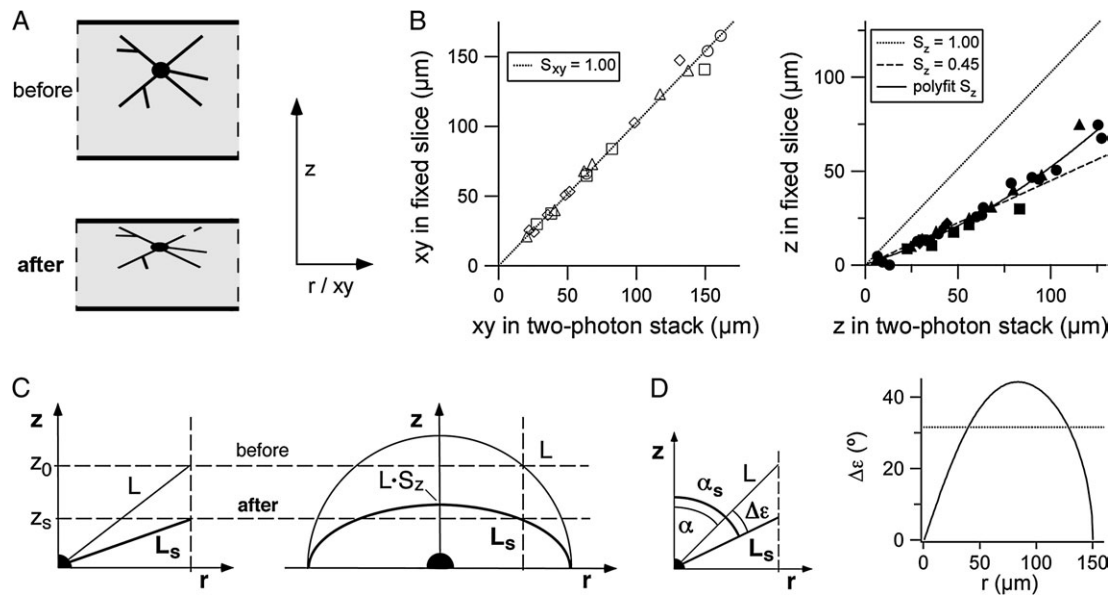 A
before
after
z
r / xy
B
xy in fixed slice (µm)
150
100
50
0
S_xy = 1.00
0
50
100
150
xy in two-photon stack (µm)
z in fixed slice (µm)
100
50
0
S_z = 1.00
S_z = 0.45
polyfit S_z
0
50
100
z in two-photon stack (µm)
C
z
z₀
z_s
L
L_s
r
before
after
z
L
L·S_z
L_s
r
D
z
α_s
α
L
Δε
L_s
r
Δε (º)
40
20
0
0
50
100
150
r (µm)